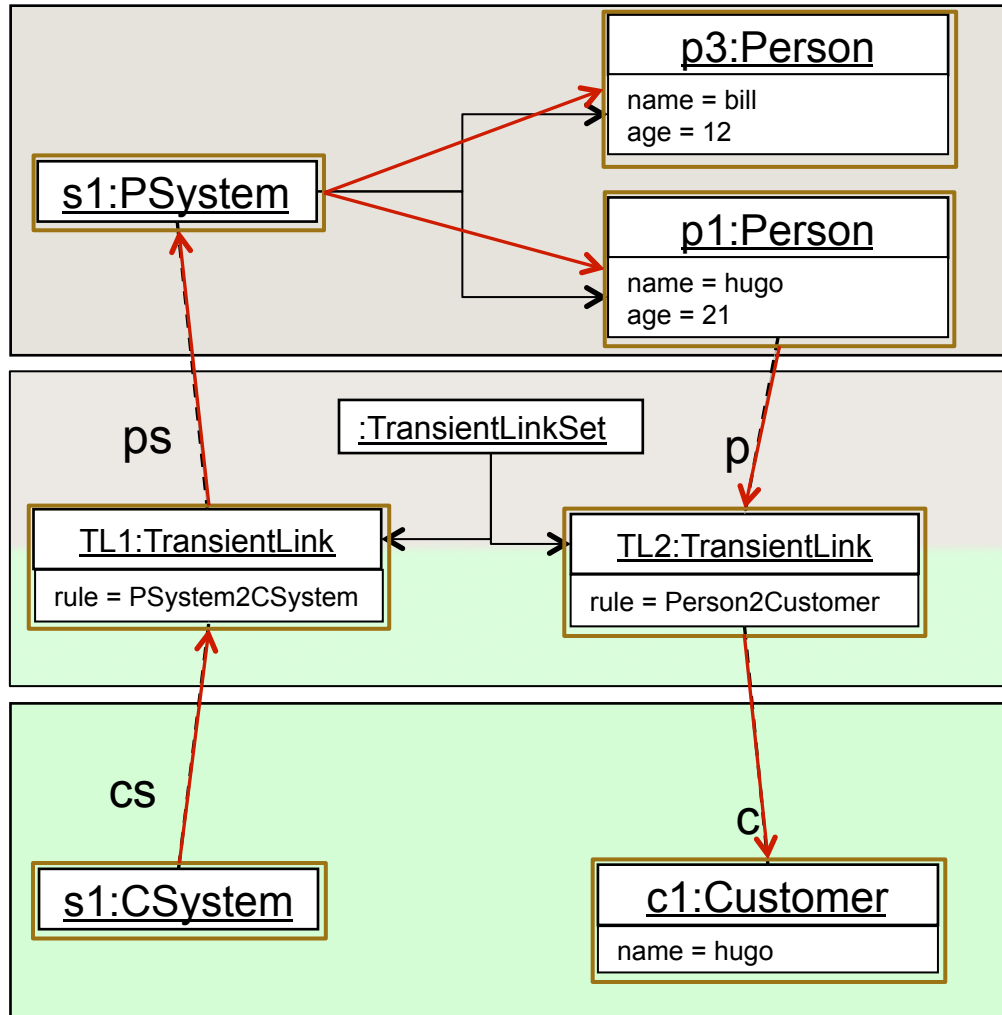 p3:Person
name = bill
age = 12
s1:PSystem
p1:Person
name = hugo
age = 21
:TransientLinkSet
ps
p
TL1:TransientLink
rule = PSystem2CSystem
TL2:TransientLink
rule = Person2Customer
cs
c
s1:CSystem
c1:Customer
name = hugo